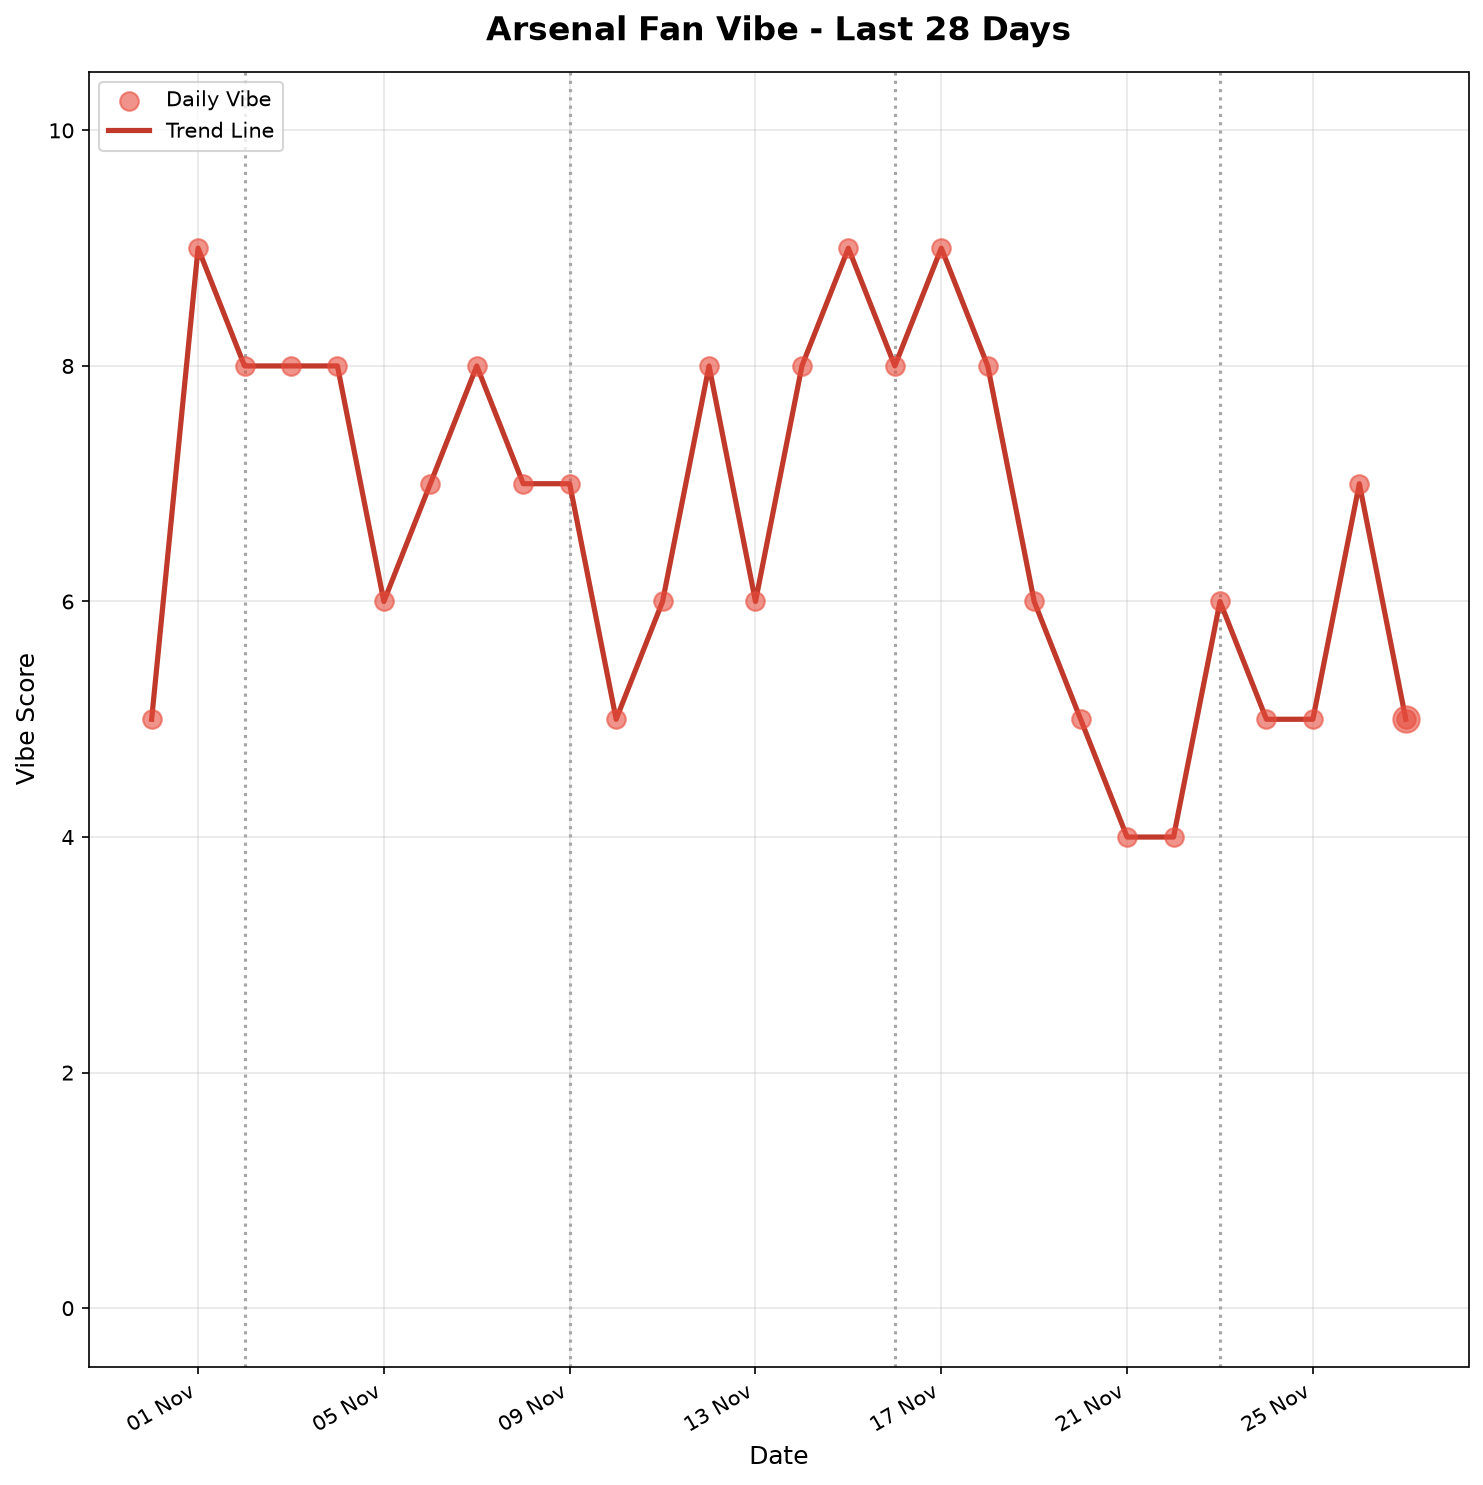 Arsenal Fan Vibe - Last 28 Days
Daily Vibe
Trend Line
10
8
6
4
2
0
Vibe Score
01 Nov
05 Nov
09 Nov
13 Nov
17 Nov
21 Nov
25 Nov
Date